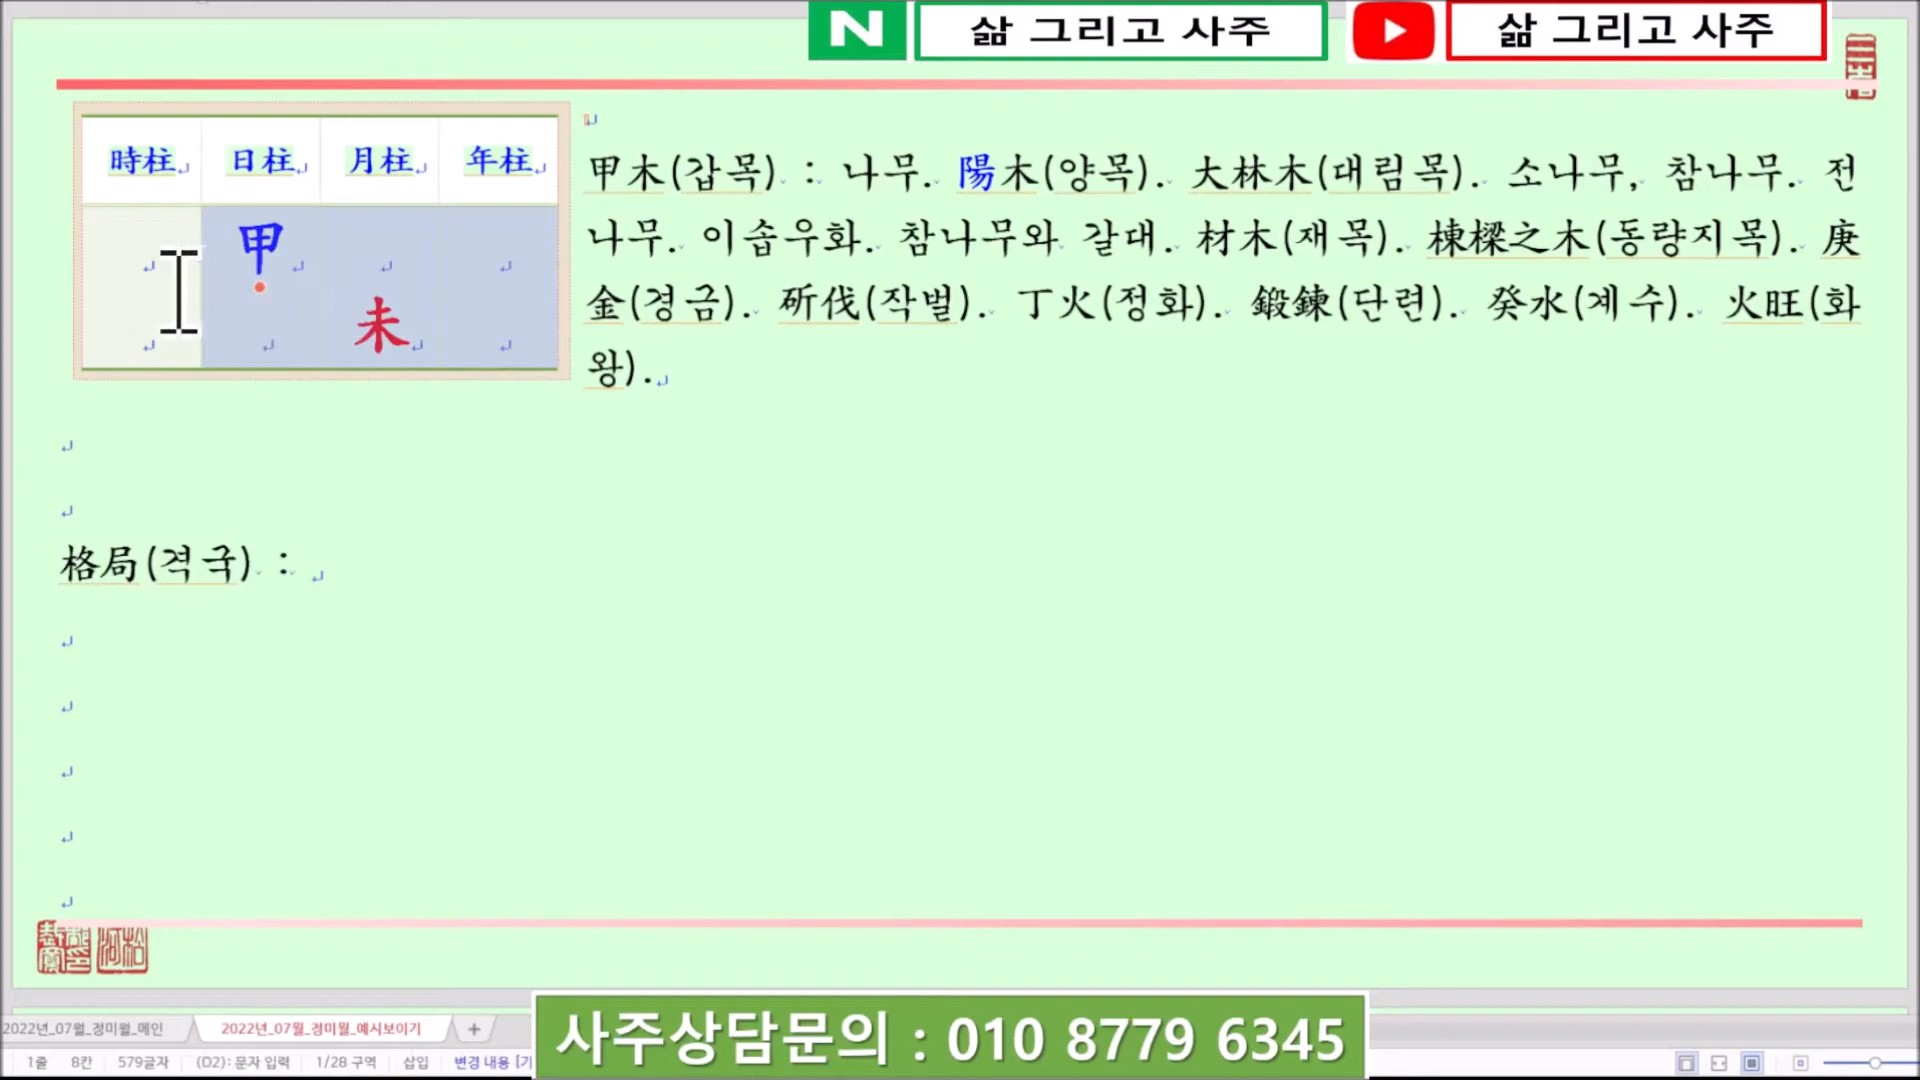 N 삶 그리고 사주 삶 그리고 사주
時柱 日柱 月柱 年柱
甲
未
甲木(갑목) : 나무. 陽木(양목). 大林木(대림목). 소나무, 참나무. 전
나무. 이솝우화. 참나무와 갈대. 材木(재목). 棟樑之木(동량지목). 庚
金(경금). 斫伐(작벌). 丁火(정화). 鍛鍊(단련). 癸水(계수). 火旺(화
왕).
格局(격국) :
2022년_07월_정미월_메인 2022년_07월_정미월_예시보이기 +
1줄 8칸 579글자 (D2): 문자 입력 1/28 구역 삽입 변경 내용 [기
사주상담문의 : 010 8779 6345